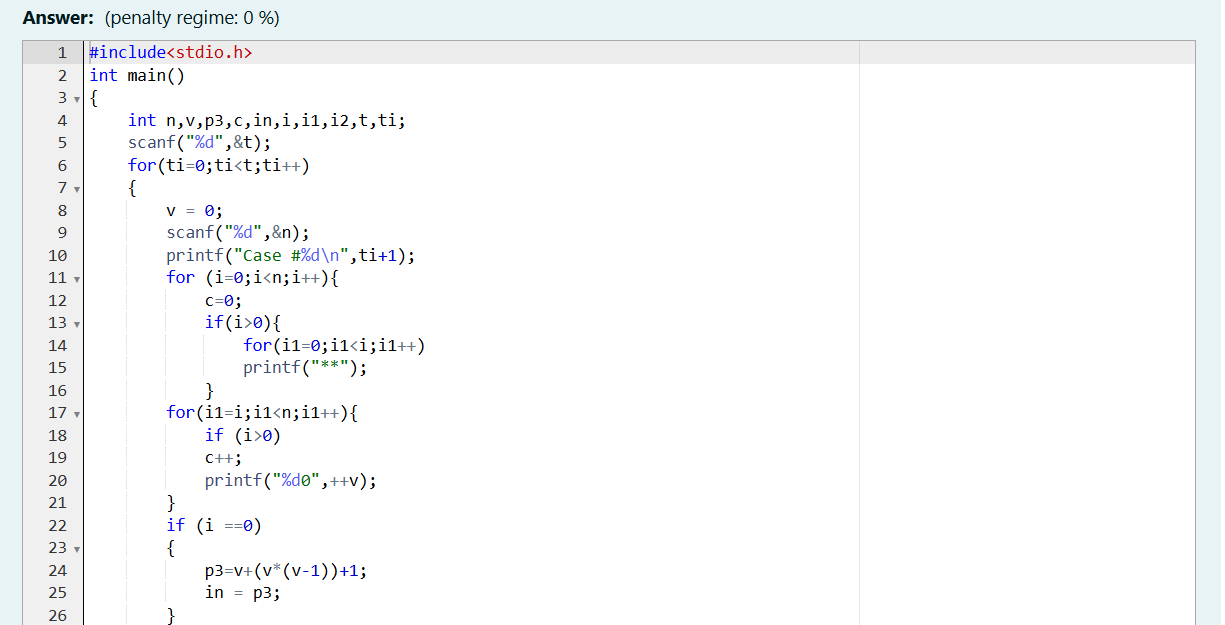 Answer: (penalty regime: 0 %)
1 #include<stdio.h>
2 int main()
3 {
4     int n,v,p3,c,in,i,i1,i2,t,ti;
5     scanf("%d",&t);
6     for(ti=0;ti<t;ti++)
7     {
8         v = 0;
9         scanf("%d",&n);
10         printf("Case #%d\n",ti+1);
11         for (i=0;i<n;i++){
12             c=0;
13             if(i>0){
14                 for(i1=0;i1<i;i1++)
15                 printf("**");
16             }
17         for(i1=i;i1<n;i1++){
18             if (i>0)
19             c++;
20             printf("%d0",++v);
21         }
22         if (i ==0)
23         {
24             p3=v+(v*(v-1))+1;
25             in = p3;
26         }